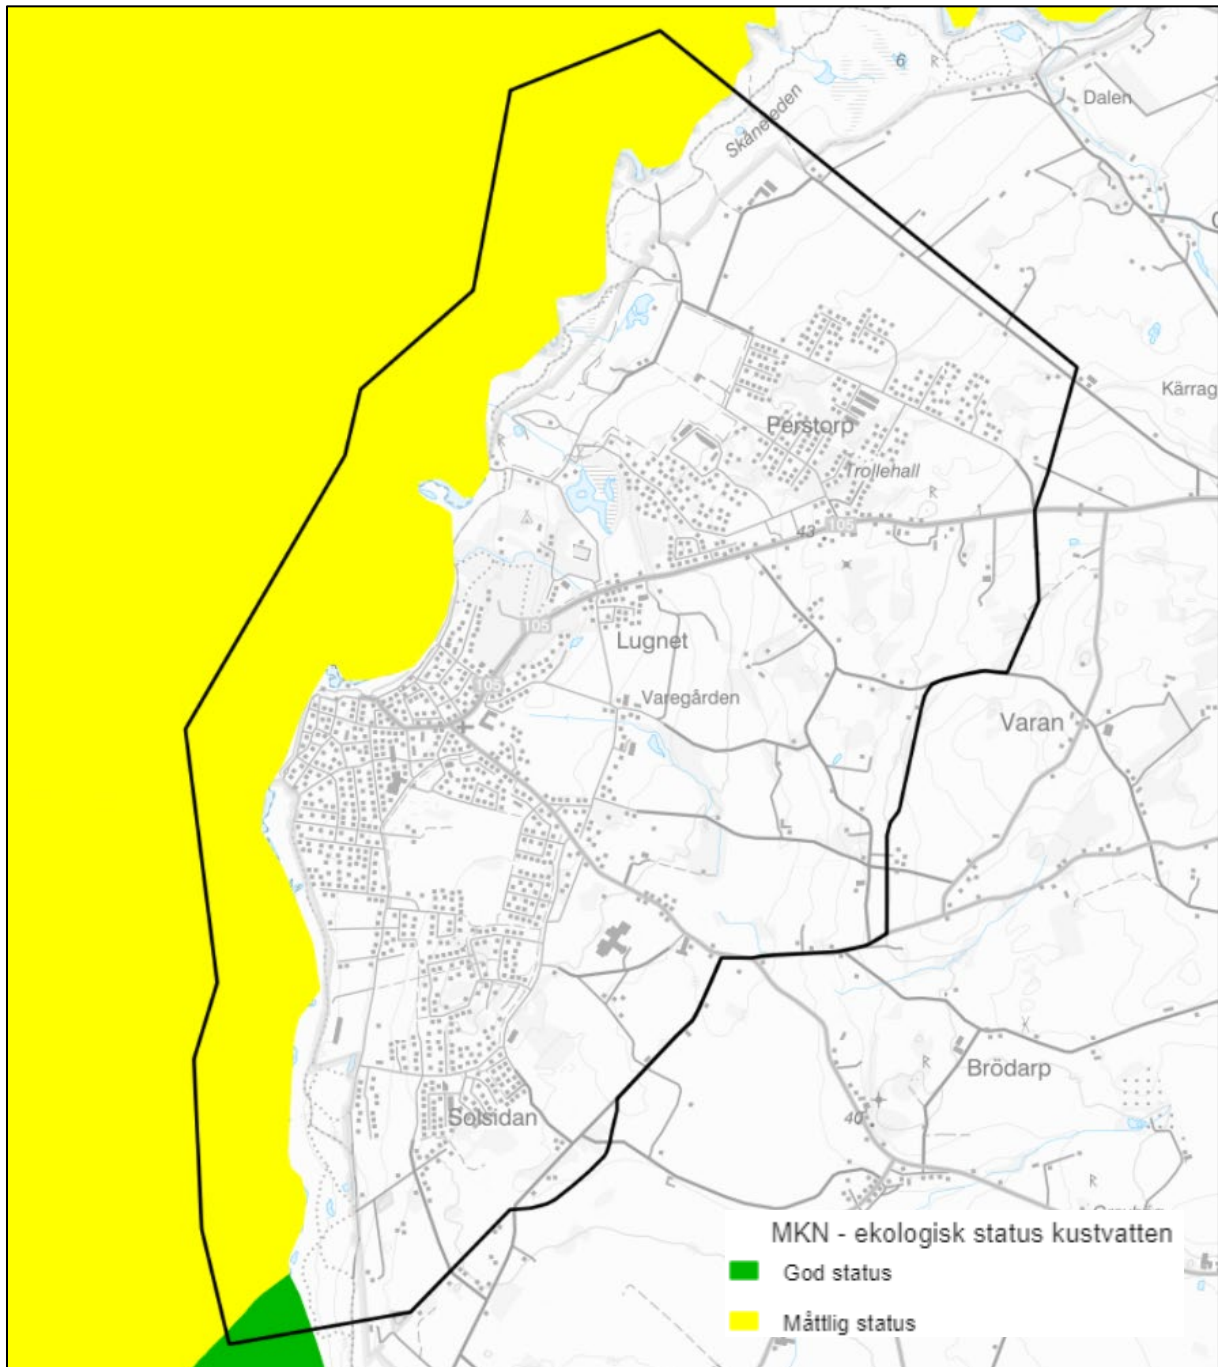 6
Dalen
Skåneleden
Kärrag
Perstorp
Trollehall
R
R
R
43
105
105
Lugnet
105
Varegården
Varan
Brödarp
R
40
Solsidan
R
MKN - ekologisk status kustvatten
God status
Måttlig status